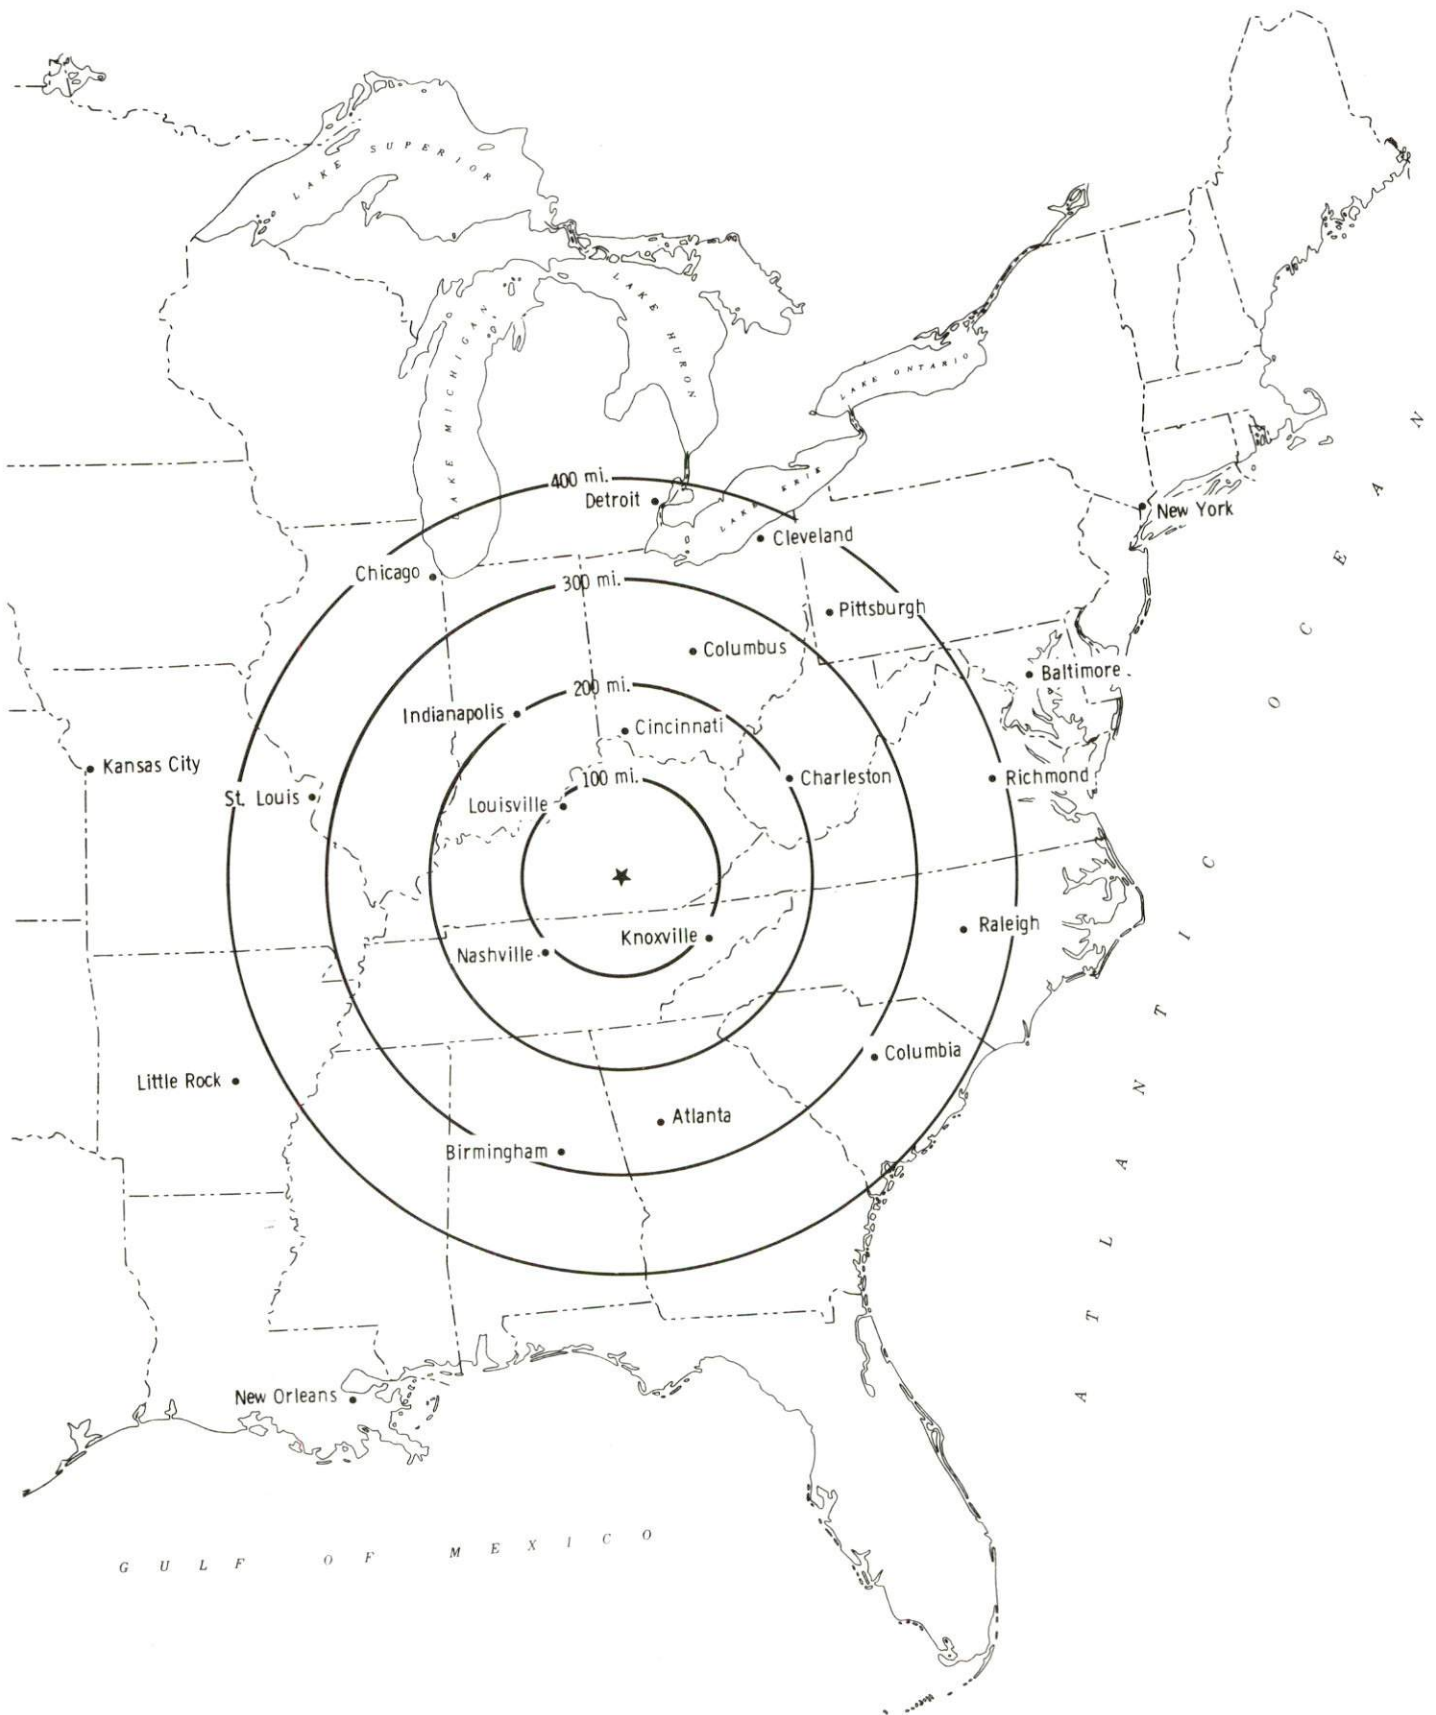 LAKE SUPERIOR
LAKE HURON
LAKE MICHIGAN
LAKE ONTARIO
LAKE ERIE
400 mi.
Detroit
New York
Cleveland
Chicago
300 mi.
Pittsburgh
Columbus
Baltimore
200 mi.
Indianapolis
Cincinnati
Kansas City
100 mi.
Charleston
Richmond
St. Louis
Louisville
Raleigh
Knoxville
Nashville
Columbia
Little Rock
Atlanta
Birmingham
New Orleans
ATLANTIC OCEAN
GULF OF MEXICO